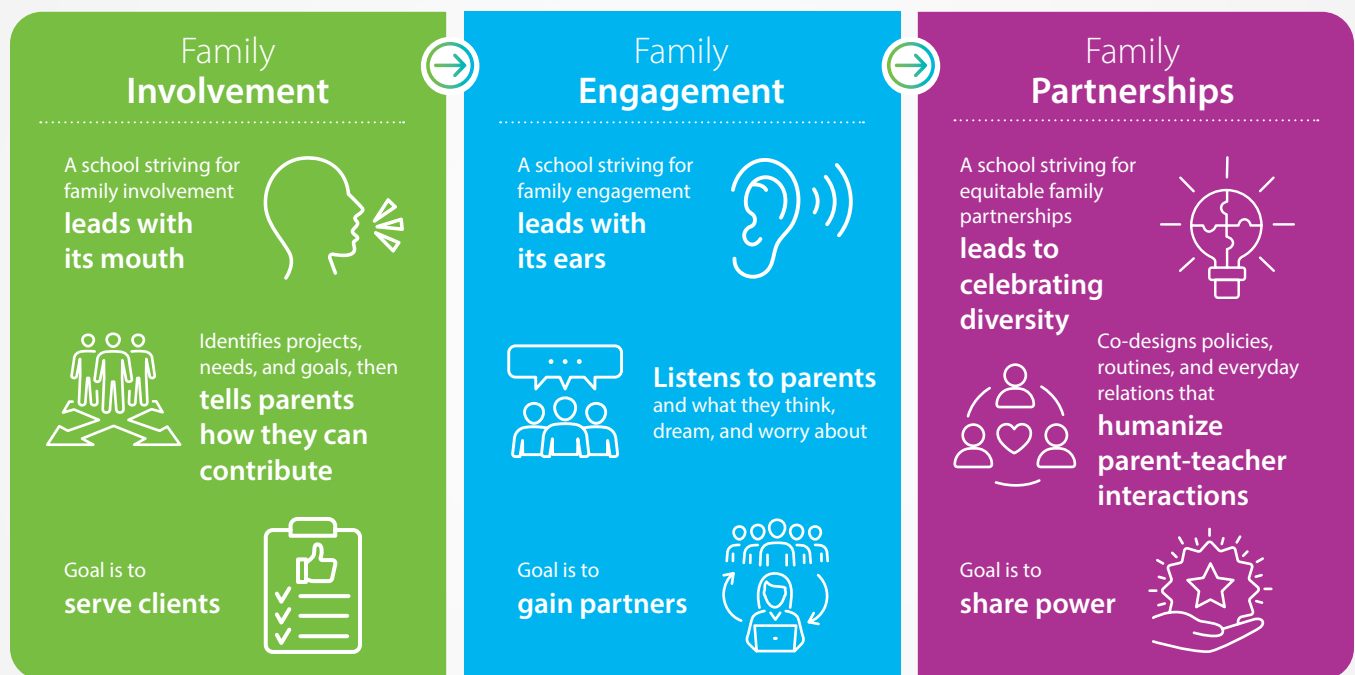 Family
Involvement
A school striving for
family involvement
leads with
its mouth
Identifies projects,
needs, and goals, then
tells parents
how they can
contribute
Goal is to
serve clients
Family
Engagement
A school striving for
family engagement
leads with
its ears
Listens to parents
and what they think,
dream, and worry about
Goal is to
gain partners
Family
Partnerships
A school striving for
equitable family
partnerships
leads to
celebrating
diversity
Co-designs policies,
routines, and everyday
relations that
humanize
parent-teacher
interactions
Goal is to
share power